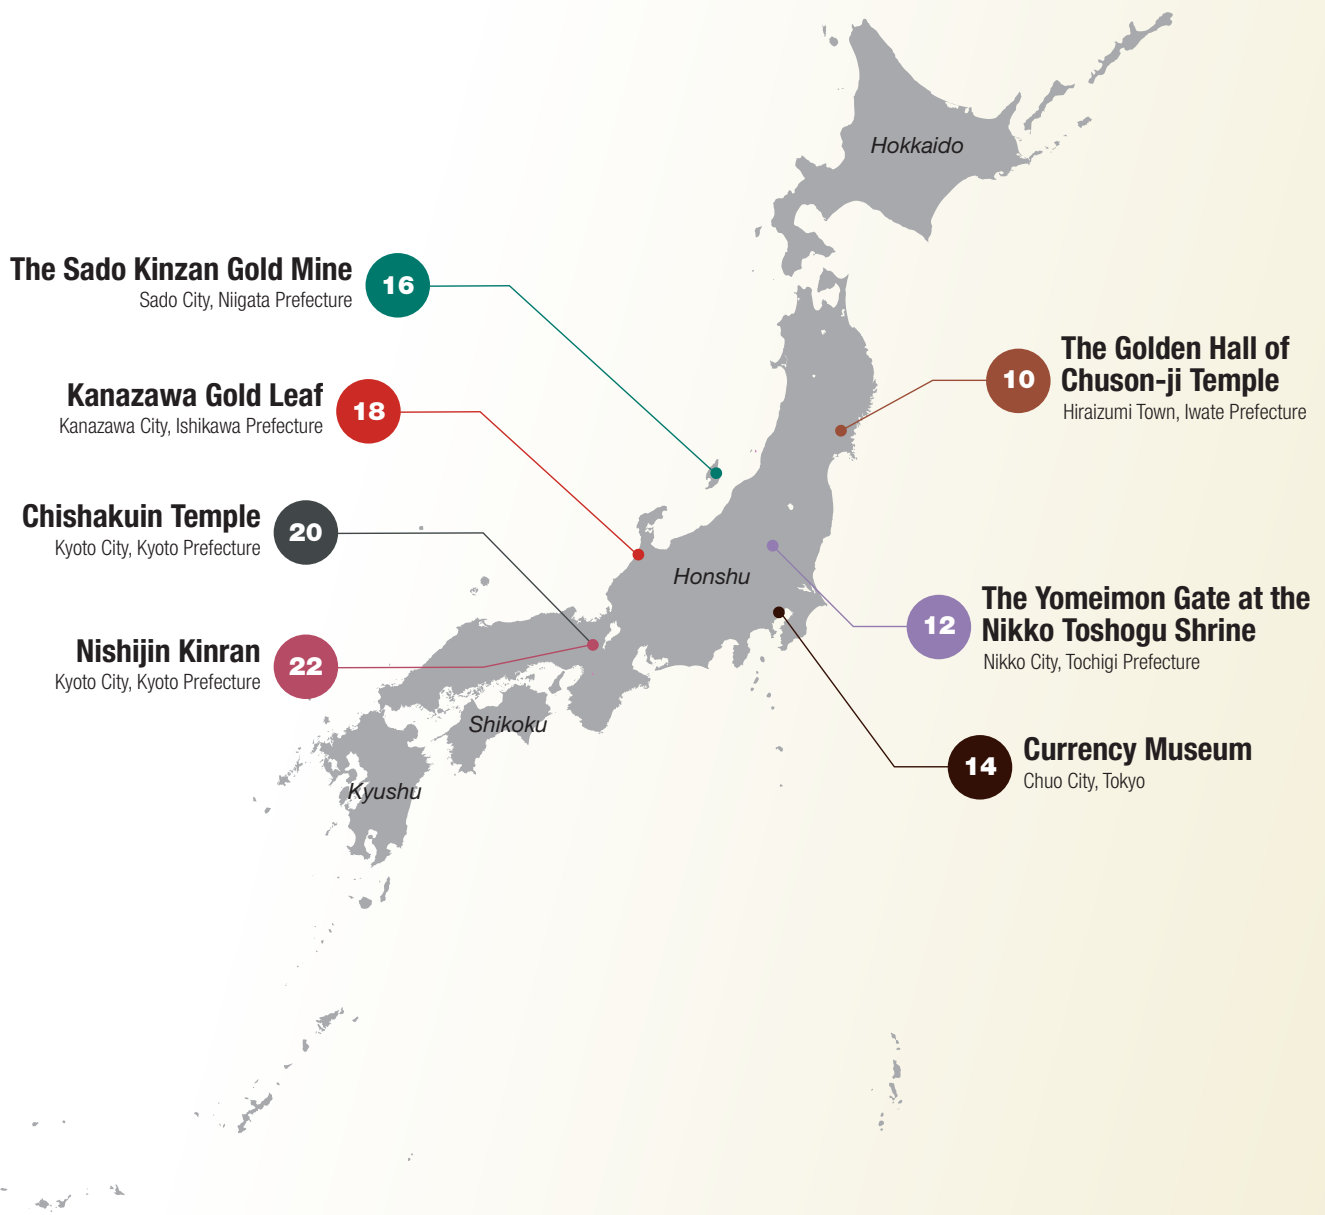 Hokkaido
The Sado Kinzan Gold Mine
Sado City, Niigata Prefecture
16
Kanazawa Gold Leaf
Kanazawa City, Ishikawa Prefecture
18
Chishakuin Temple
Kyoto City, Kyoto Prefecture
20
Nishijin Kinran
Kyoto City, Kyoto Prefecture
22
10
The Golden Hall of
Chuson-ji Temple
Hiraizumi Town, Iwate Prefecture
Honshu
12
The Yomeimon Gate at the
Nikko Toshogu Shrine
Nikko City, Tochigi Prefecture
Shikoku
Kyushu
14
Currency Museum
Chuo City, Tokyo